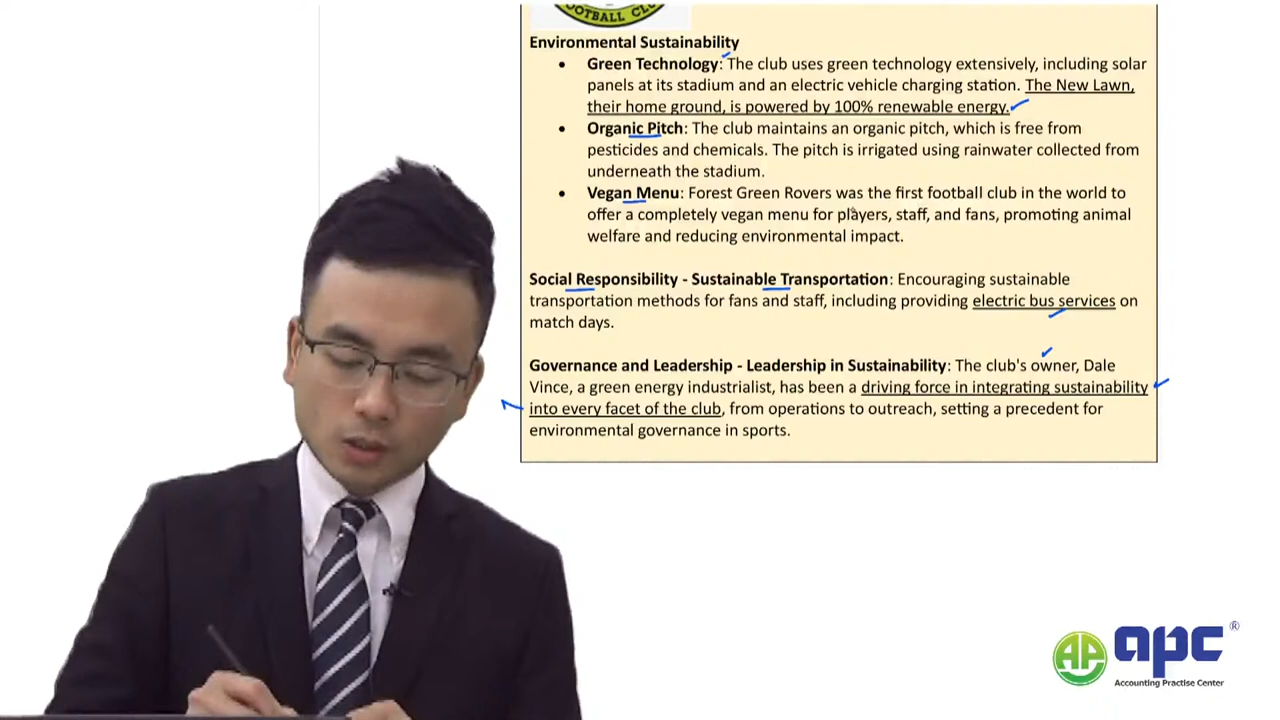 OOTBALL CLU
Environmental Sustainability
• Green Technology: The club uses green technology extensively, including solar
panels at its stadium and an electric vehicle charging station. The New Lawn,
their home ground, is powered by 100% renewable energy.
• Organic Pitch: The club maintains an organic pitch, which is free from
pesticides and chemicals. The pitch is irrigated using rainwater collected from
underneath the stadium.
• Vegan Menu: Forest Green Rovers was the first football club in the world to
offer a completely vegan menu for players, staff, and fans, promoting animal
welfare and reducing environmental impact.
Social Responsibility - Sustainable Transportation: Encouraging sustainable
transportation methods for fans and staff, including providing electric bus services on
match days.
Governance and Leadership - Leadership in Sustainability: The club's owner, Dale
Vince, a green energy industrialist, has been a driving force in integrating sustainability
into every facet of the club, from operations to outreach, setting a precedent for
environmental governance in sports.
AP apc®
Accounting Practise Center